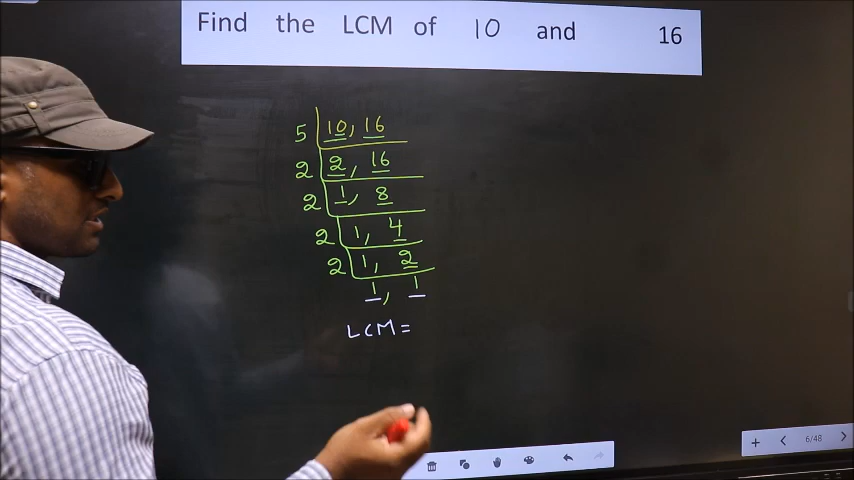 Find the LCM of 10 and 16
5 10, 16
2 2, 16
2 1, 8
2 1, 4
2 1, 2
1, 1
LCM =
6/48